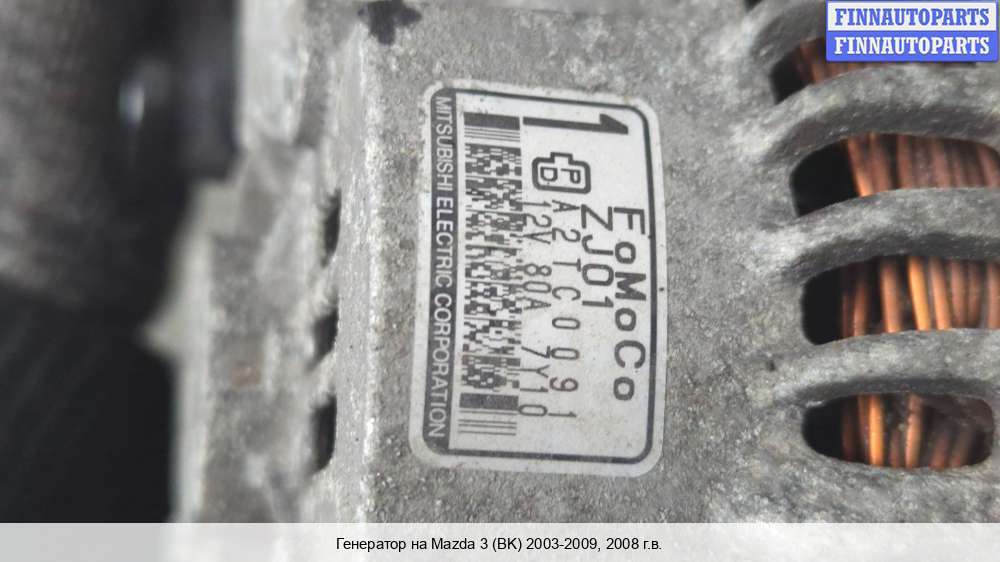 FINNAUTOPARTS
FINNAUTOPARTS
1 FoMoCo
ZJ01
A2TC0091
12V 80A 7Y10
MITSUBISHI ELECTRIC CORPORATION
Генератор на Mazda 3 (BK) 2003-2009, 2008 г.в.